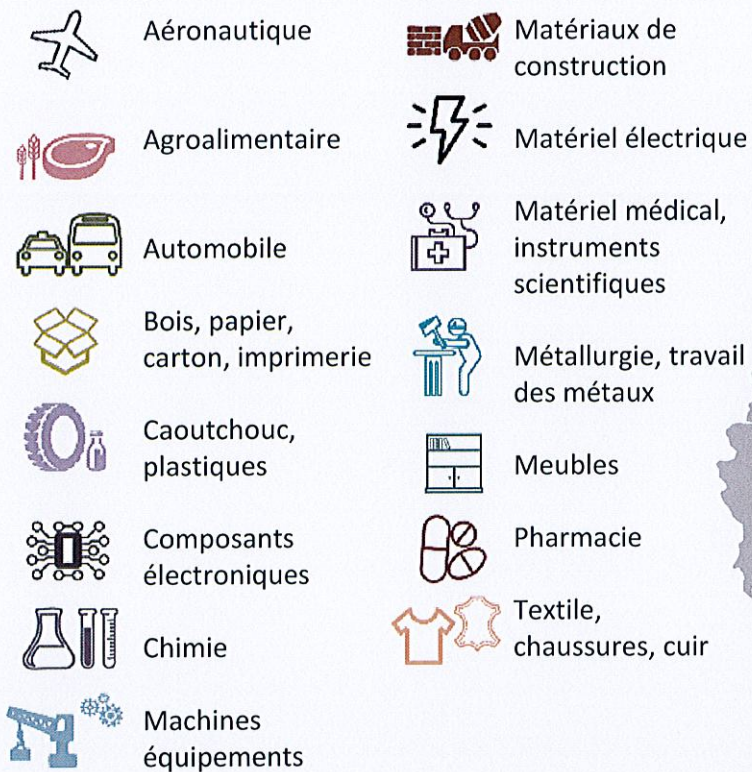 Aéronautique
Agroalimentaire
Automobile
Bois, papier,
carton, imprimerie
Caoutchouc,
plastiques
Composants
électroniques
Chimie
Machines
équipements
Matériaux de
construction
Matériel électrique
Matériel médical,
instruments
scientifiques
Métallurgie, travail
des métaux
Meubles
Pharmacie
Textile,
chaussures, cuir